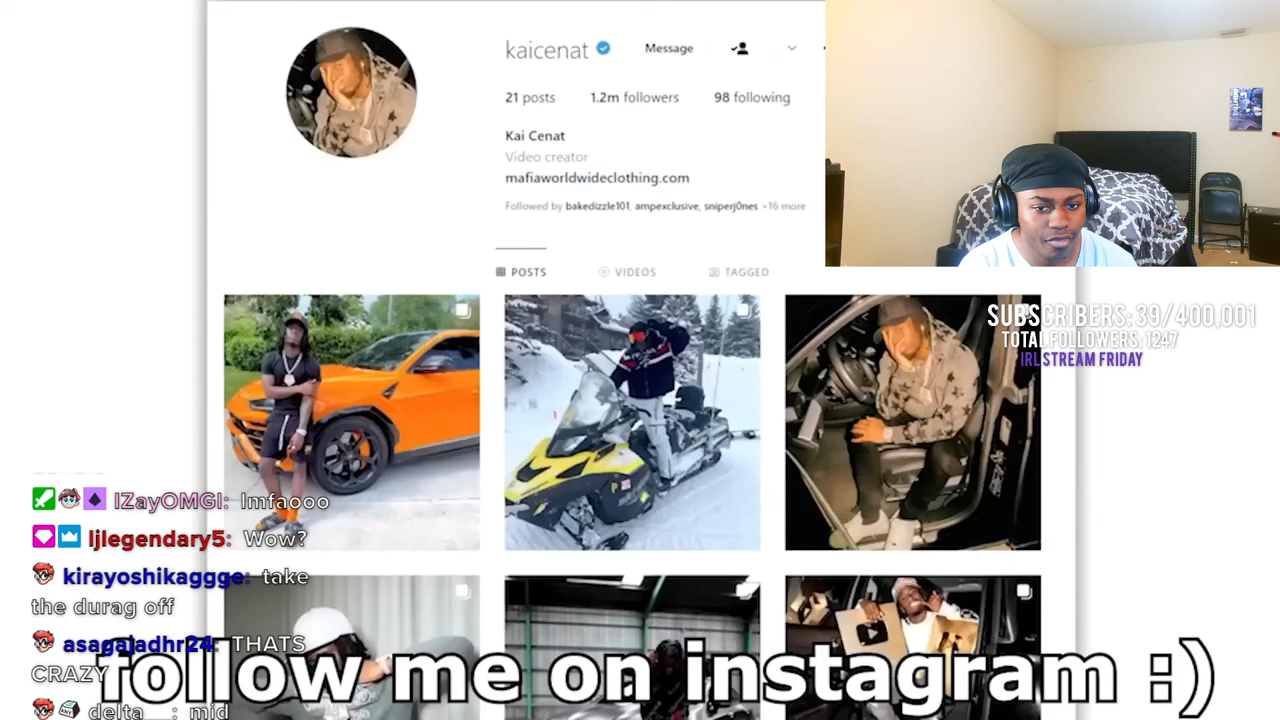 kaicenat Message
21 posts 1.2m followers 98 following
Kai Cenat
Video creator
mafiaworldwideclothing.com
Followed by bakedizzle101, ampexclusive, sniperj0nes +16 more
POSTS VIDEOS TAGGED
SUBSCRIBERS: 39/400,001
TOTAL FOLLOWERS: 1247
IRL STREAM FRIDAY
IZayOMGI: lmfaooo
ljlegendary5: Wow?
kirayoshikaggge: take
the durag off
asagajadhr24: THATS
CRAZY
delta__: mid
follow me on instagram :)